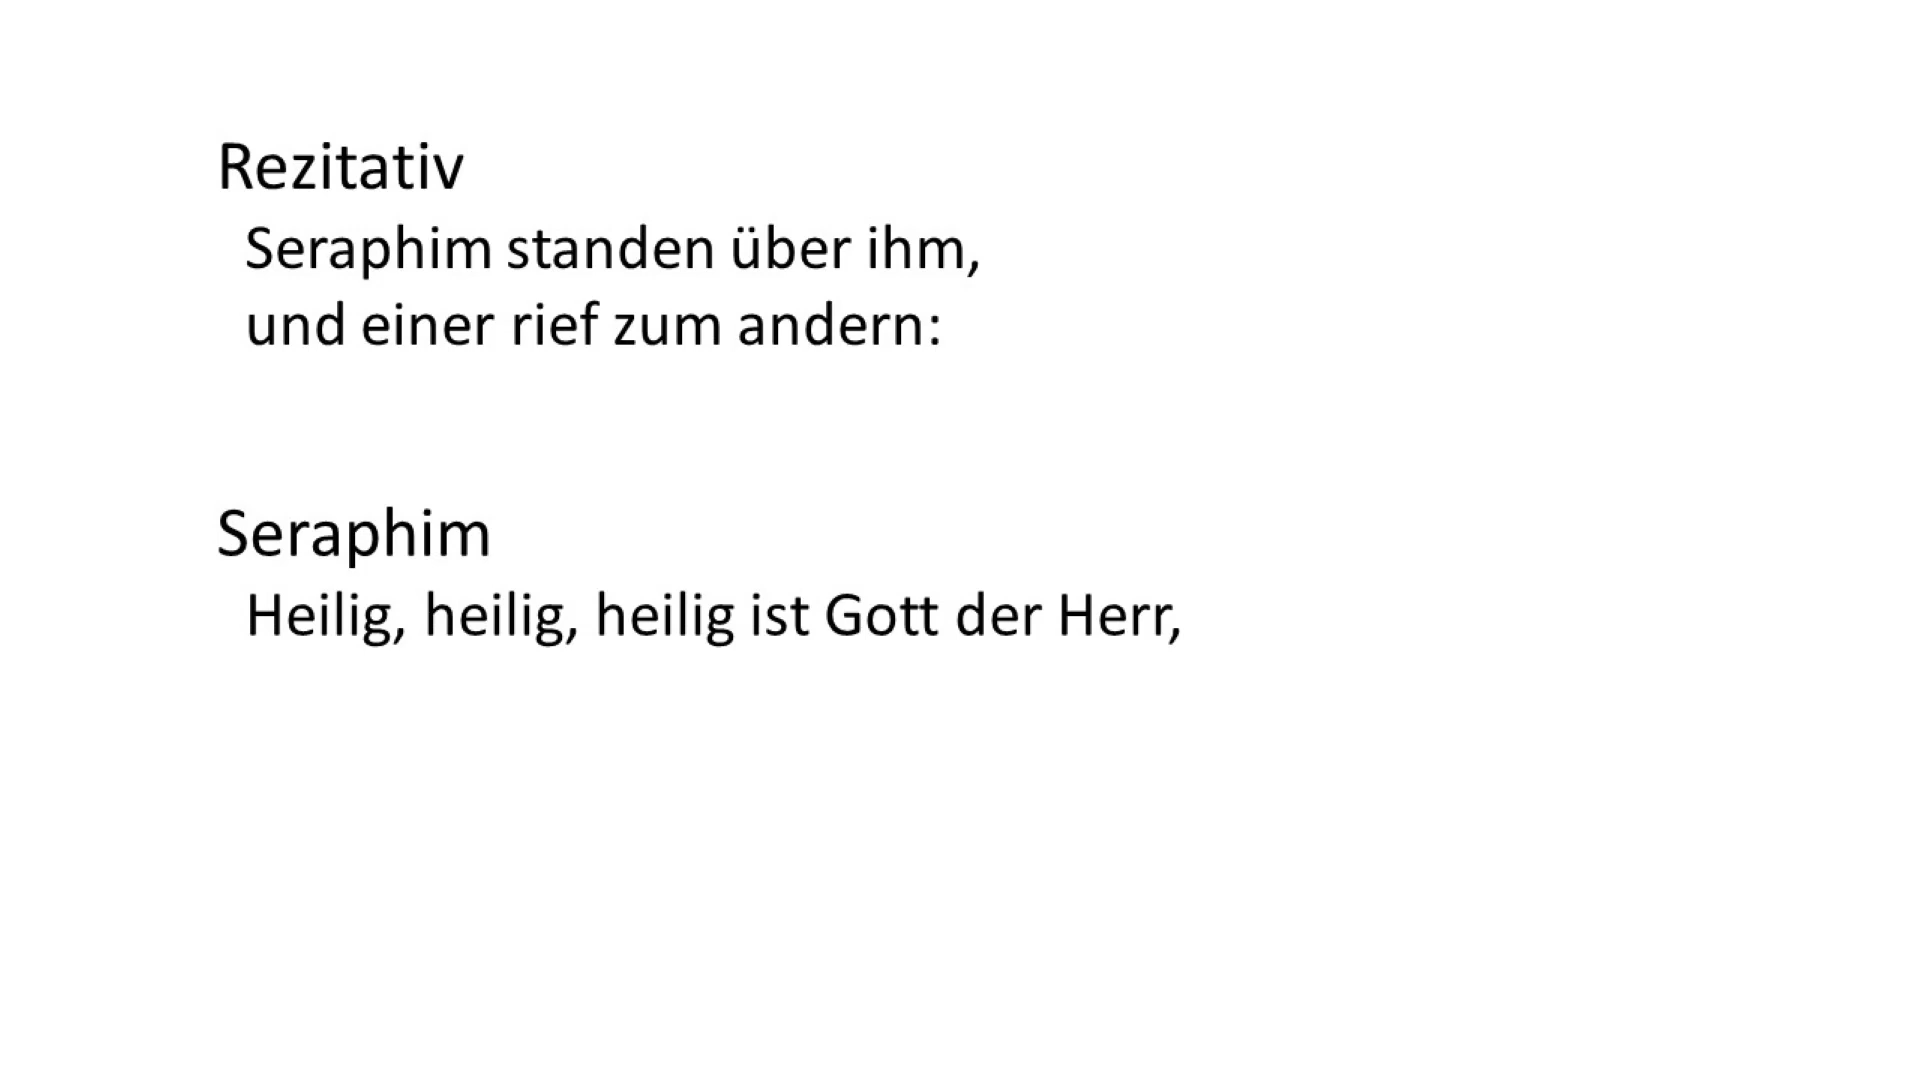 Rezitativ
Seraphim standen über ihm,
und einer rief zum andern:
Seraphim
Heilig, heilig, heilig ist Gott der Herr,